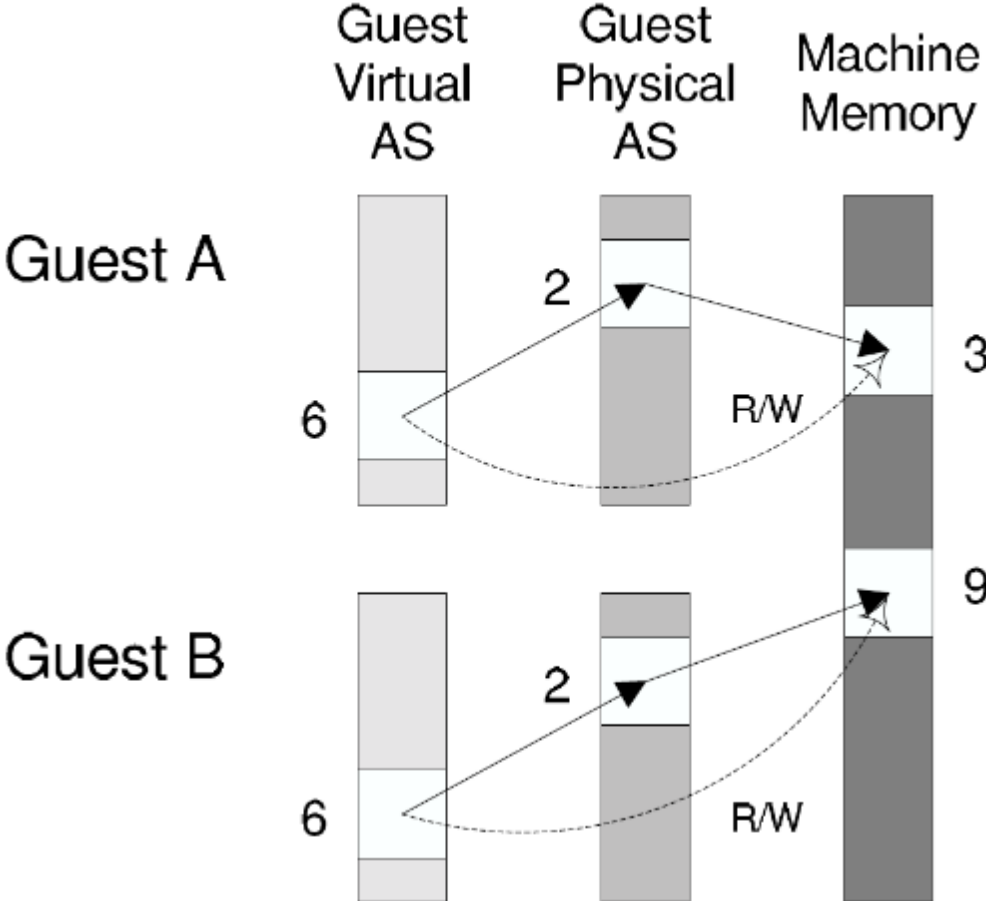 Guest
Virtual
AS
Guest
Physical
AS
Machine
Memory
Guest A
2
3
6
R/W
9
Guest B
2
6
R/W